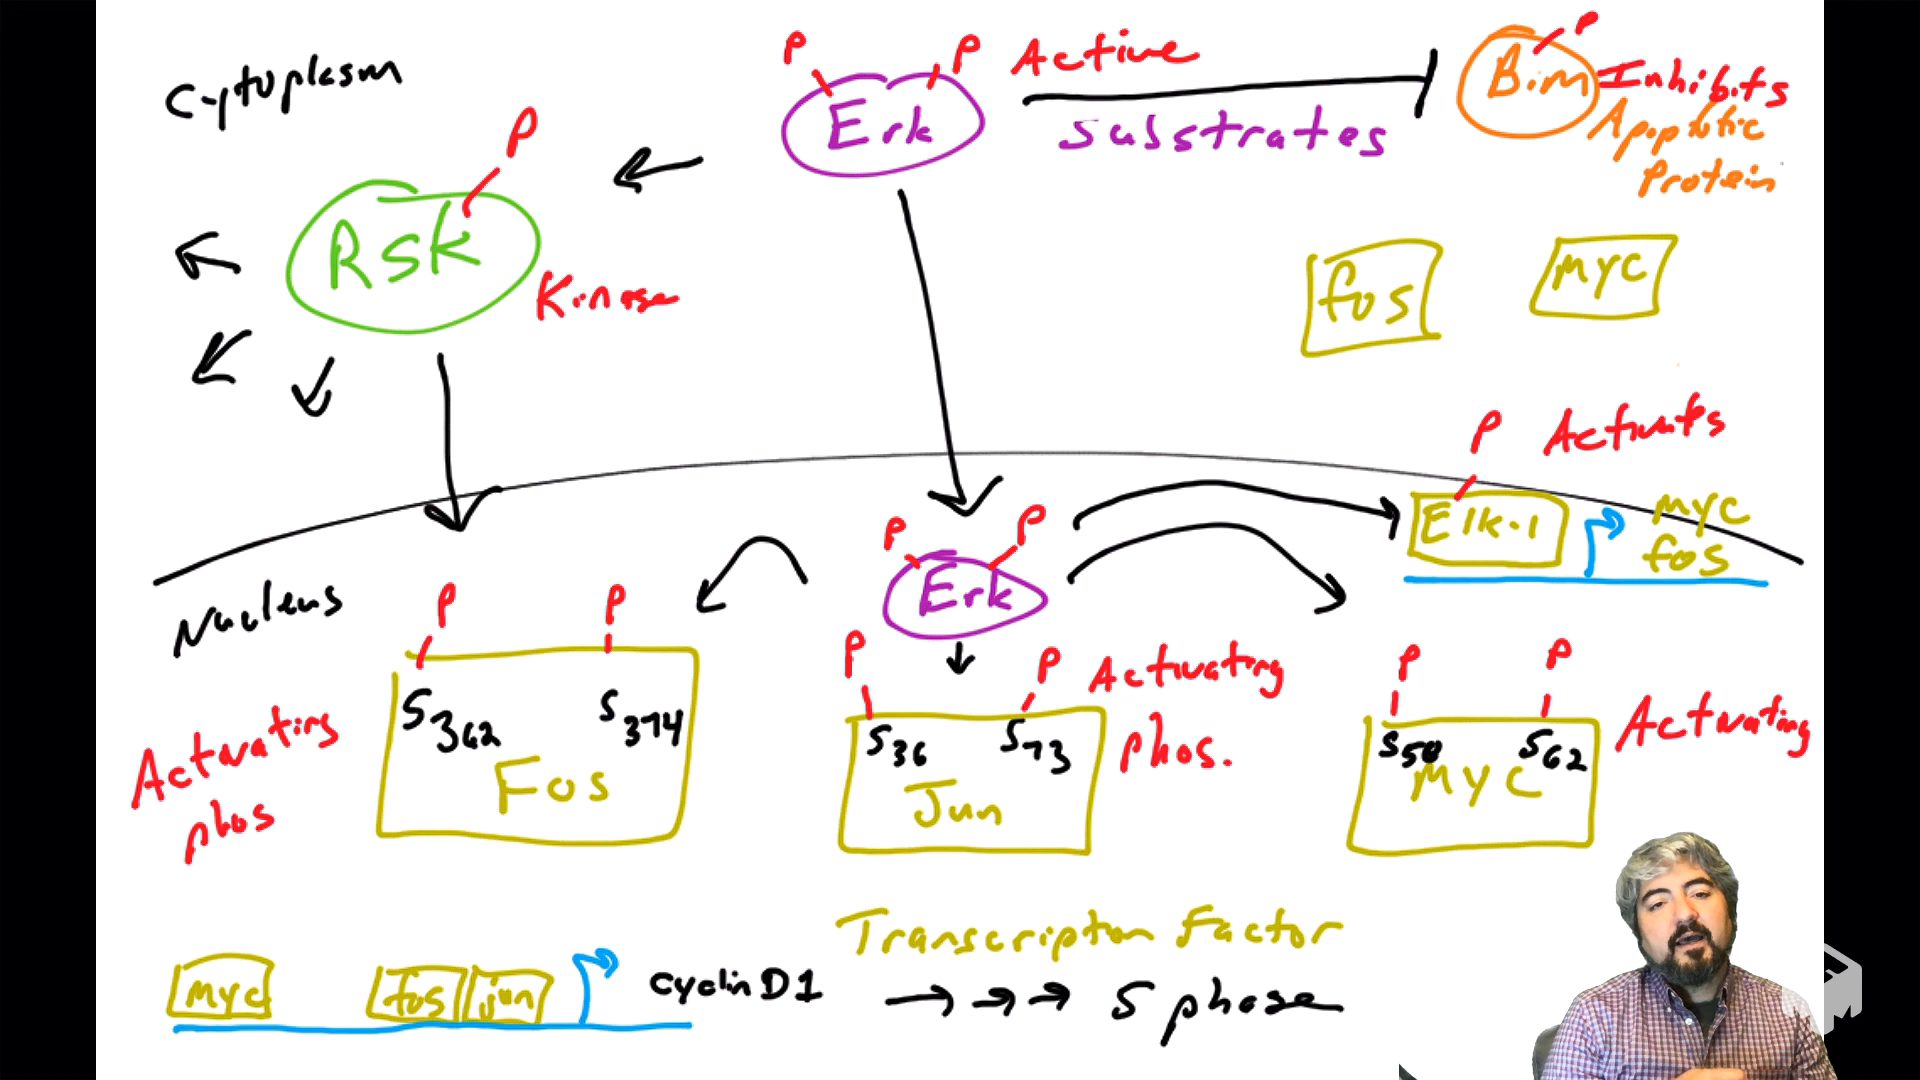 Cytoplasm
P
P
Active
Erk
substrates
P
Bim
Inhibits
Apoptotic
Protein
P
Rsk
Kinase
fos
myc
P
Activates
Elk-1
myc
fos
Nucleus
P
P
Erk
P
P
S362
S374
Fos
Activating
phos
P
P
S36
S73
Jun
Activating
phos.
P
P
S58
S62
myc
Activating
Transcription Factor
myc
fos
jun
cyclin D1
S phase